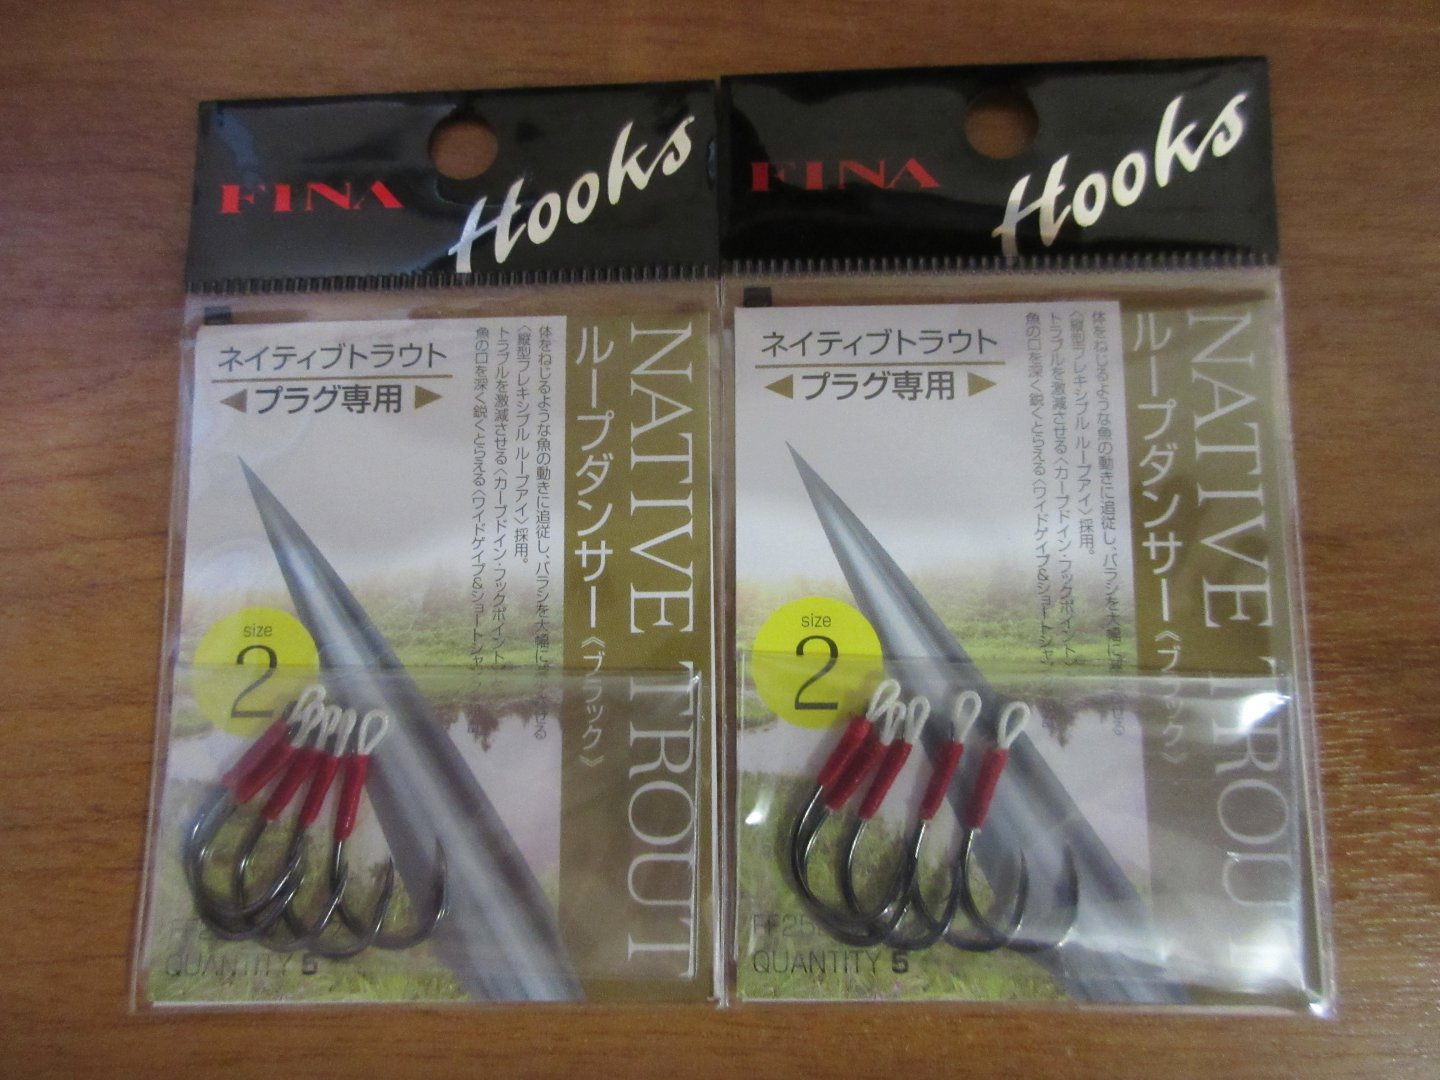 FINA
Hooks
ネイティブトラウト
プラグ専用
NATIVE TROUT
ループダンサー《ブラック》
体をねじるような魚の動きに追従し、バラシを大幅に
〈縦型フレキシブル ループアイ〉採用。
トラブルを激減させる〈カーブドイン・フックポイント〉
魚の口を深く鋭くとらえる〈ワイドゲイプ&ショートシャ
size
2
QUANTITY 5
FINA
Hooks
ネイティブトラウト
プラグ専用
NATIVE TROUT
ループダンサー《ブラック》
体をねじるような魚の動きに追従し、バラシを大幅に
〈縦型フレキシブル ループアイ〉採用。
トラブルを激減させる〈カーブドイン・フックポイント〉
魚の口を深く鋭くとらえる〈ワイドゲイプ&ショートシャ
size
2
QUANTITY 5